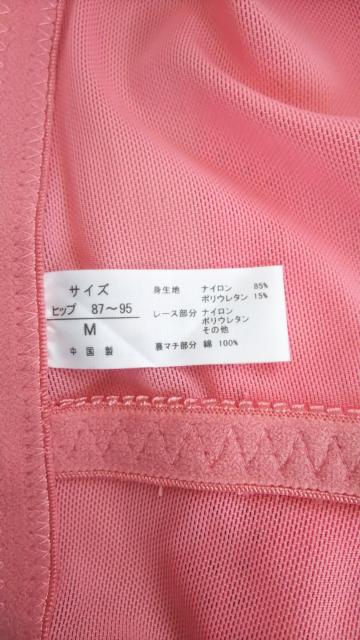 サイズ
ヒップ 87〜95
M
中国製
身生地 ナイロン 85%
ポリウレタン 15%
レース部分 ナイロン
ポリウレタン
その他
裏マチ部分 綿 100%